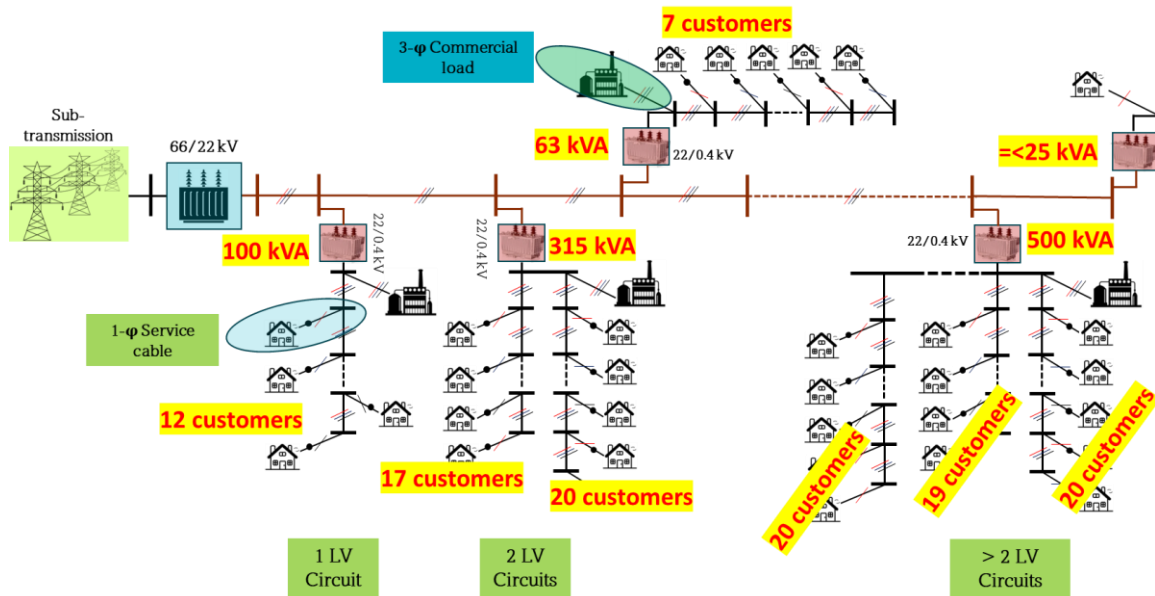 7 customers
3-φ Commercial
load
Sub-
transmission
66/22 kV
63 kVA
22/0.4 kV
=<25 kVA
100 kVA
22/0.4 kV
22/0.4 kV
315 kVA
22/0.4 kV
500 kVA
1-φ Service
cable
12 customers
17 customers
20 customers
20 customers
19 customers
20 customers
1 LV
Circuit
2 LV
Circuits
> 2 LV
Circuits